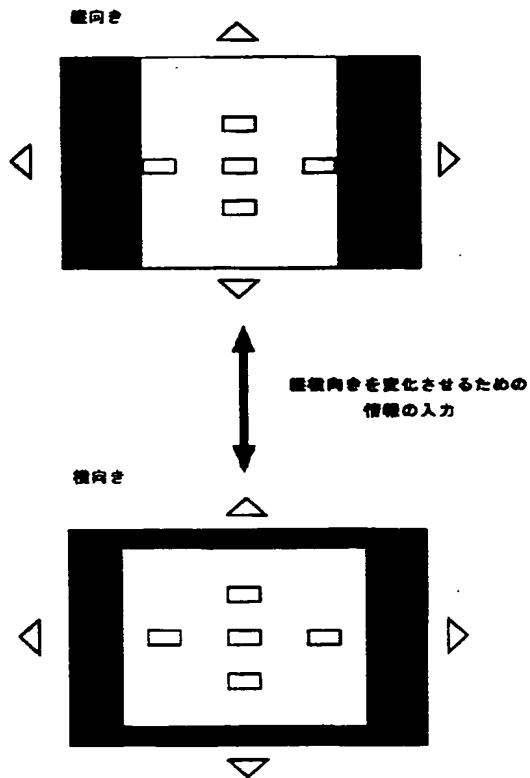 縦向き
縦横向きを変化させるための
情報の入力
横向き